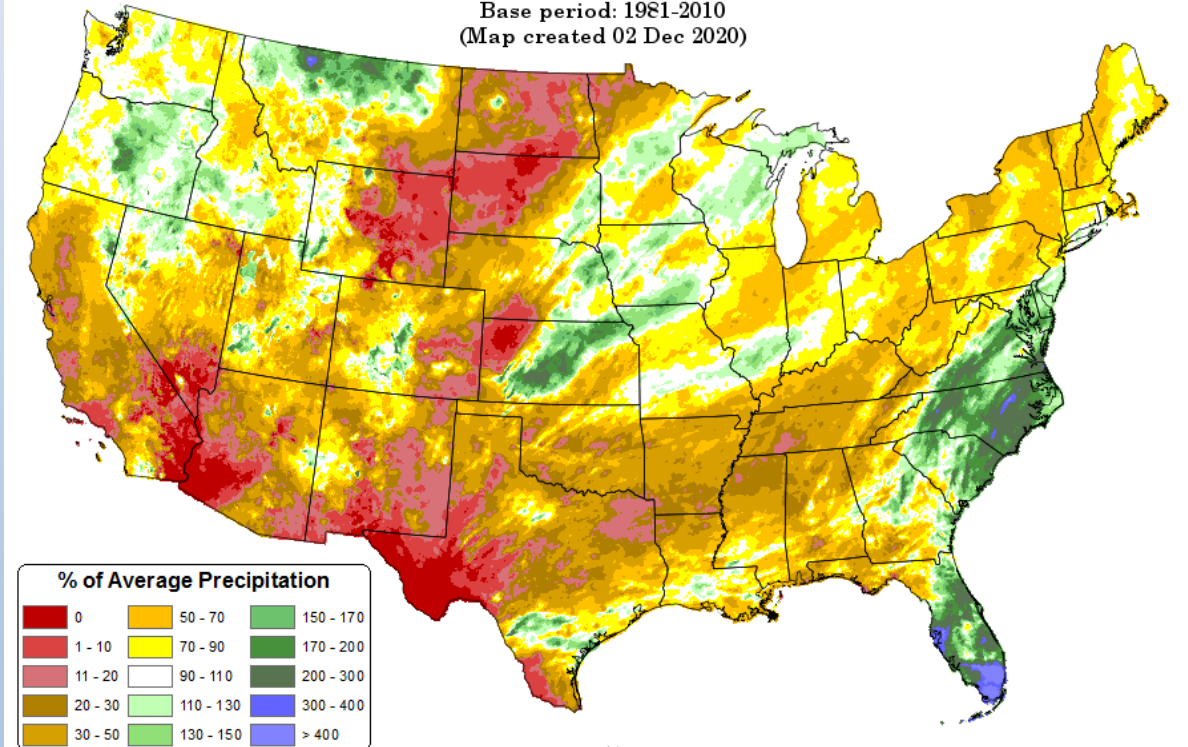 Base period: 1981-2010
(Map created 02 Dec 2020)
% of Average Precipitation
0
50 - 70
150 - 170
1 - 10
70 - 90
170 - 200
11 - 20
90 - 110
200 - 300
20 - 30
110 - 130
300 - 400
30 - 50
130 - 150
> 400